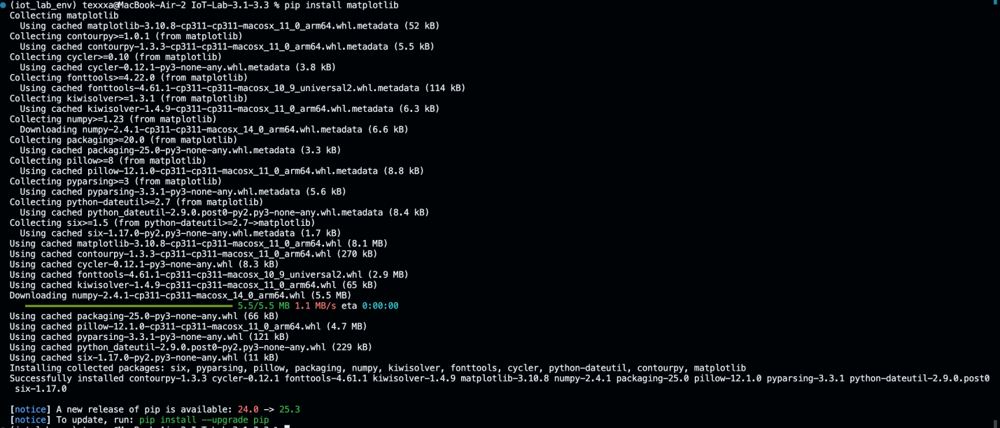 (iot_lab_env) texxxa@MacBook-Air-2 IoT-Lab-3.1-3.3 % pip install matplotlib
Collecting matplotlib
  Using cached matplotlib-3.10.8-cp311-cp311-macosx_11_0_arm64.whl.metadata (52 kB)
Collecting contourpy>=1.0.1 (from matplotlib)
  Using cached contourpy-1.3.3-cp311-cp311-macosx_11_0_arm64.whl.metadata (5.5 kB)
Collecting cycler>=0.10 (from matplotlib)
  Using cached cycler-0.12.1-py3-none-any.whl.metadata (3.8 kB)
Collecting fonttools>=4.22.0 (from matplotlib)
  Using cached fonttools-4.61.1-cp311-cp311-macosx_10_9_universal2.whl.metadata (114 kB)
Collecting kiwisolver>=1.3.1 (from matplotlib)
  Using cached kiwisolver-1.4.9-cp311-cp311-macosx_11_0_arm64.whl.metadata (6.3 kB)
Collecting numpy>=1.23 (from matplotlib)
  Downloading numpy-2.4.1-cp311-cp311-macosx_14_0_arm64.whl.metadata (6.6 kB)
Collecting packaging>=20.0 (from matplotlib)
  Using cached packaging-25.0-py3-none-any.whl.metadata (3.3 kB)
Collecting pillow>=8 (from matplotlib)
  Using cached pillow-12.1.0-cp311-cp311-macosx_11_0_arm64.whl.metadata (8.8 kB)
Collecting pyparsing>=3 (from matplotlib)
  Using cached pyparsing-3.3.1-py3-none-any.whl.metadata (5.6 kB)
Collecting python-dateutil>=2.7 (from matplotlib)
  Using cached python_dateutil-2.9.0.post0-py2.py3-none-any.whl.metadata (8.4 kB)
Collecting six>=1.5 (from python-dateutil>=2.7->matplotlib)
  Using cached six-1.17.0-py2.py3-none-any.whl.metadata (1.7 kB)
Using cached matplotlib-3.10.8-cp311-cp311-macosx_11_0_arm64.whl (8.1 MB)
Using cached contourpy-1.3.3-cp311-cp311-macosx_11_0_arm64.whl (270 kB)
Using cached cycler-0.12.1-py3-none-any.whl (8.3 kB)
Using cached fonttools-4.61.1-cp311-cp311-macosx_10_9_universal2.whl (2.9 MB)
Using cached kiwisolver-1.4.9-cp311-cp311-macosx_11_0_arm64.whl (65 kB)
Downloading numpy-2.4.1-cp311-cp311-macosx_14_0_arm64.whl (5.5 MB)
5.5/5.5 MB 1.1 MB/s eta 0:00:00
Using cached packaging-25.0-py3-none-any.whl (66 kB)
Using cached pillow-12.1.0-cp311-cp311-macosx_11_0_arm64.whl (4.7 MB)
Using cached pyparsing-3.3.1-py3-none-any.whl (121 kB)
Using cached python_dateutil-2.9.0.post0-py2.py3-none-any.whl (229 kB)
Using cached six-1.17.0-py2.py3-none-any.whl (11 kB)
Installing collected packages: six, pyparsing, pillow, packaging, numpy, kiwisolver, fonttools, cycler, python-dateutil, contourpy, matplotlib
Successfully installed contourpy-1.3.3 cycler-0.12.1 fonttools-4.61.1 kiwisolver-1.4.9 matplotlib-3.10.8 numpy-2.4.1 packaging-25.0 pillow-12.1.0 pyparsing-3.3.1 python-dateutil-2.9.0.post0
 six-1.17.0
[notice] A new release of pip is available: 24.0 -> 25.3
[notice] To update, run: pip install --upgrade pip
(iot_lab_env) texxxa@MacBook-Air-2 IoT-Lab-3.1-3.3 %